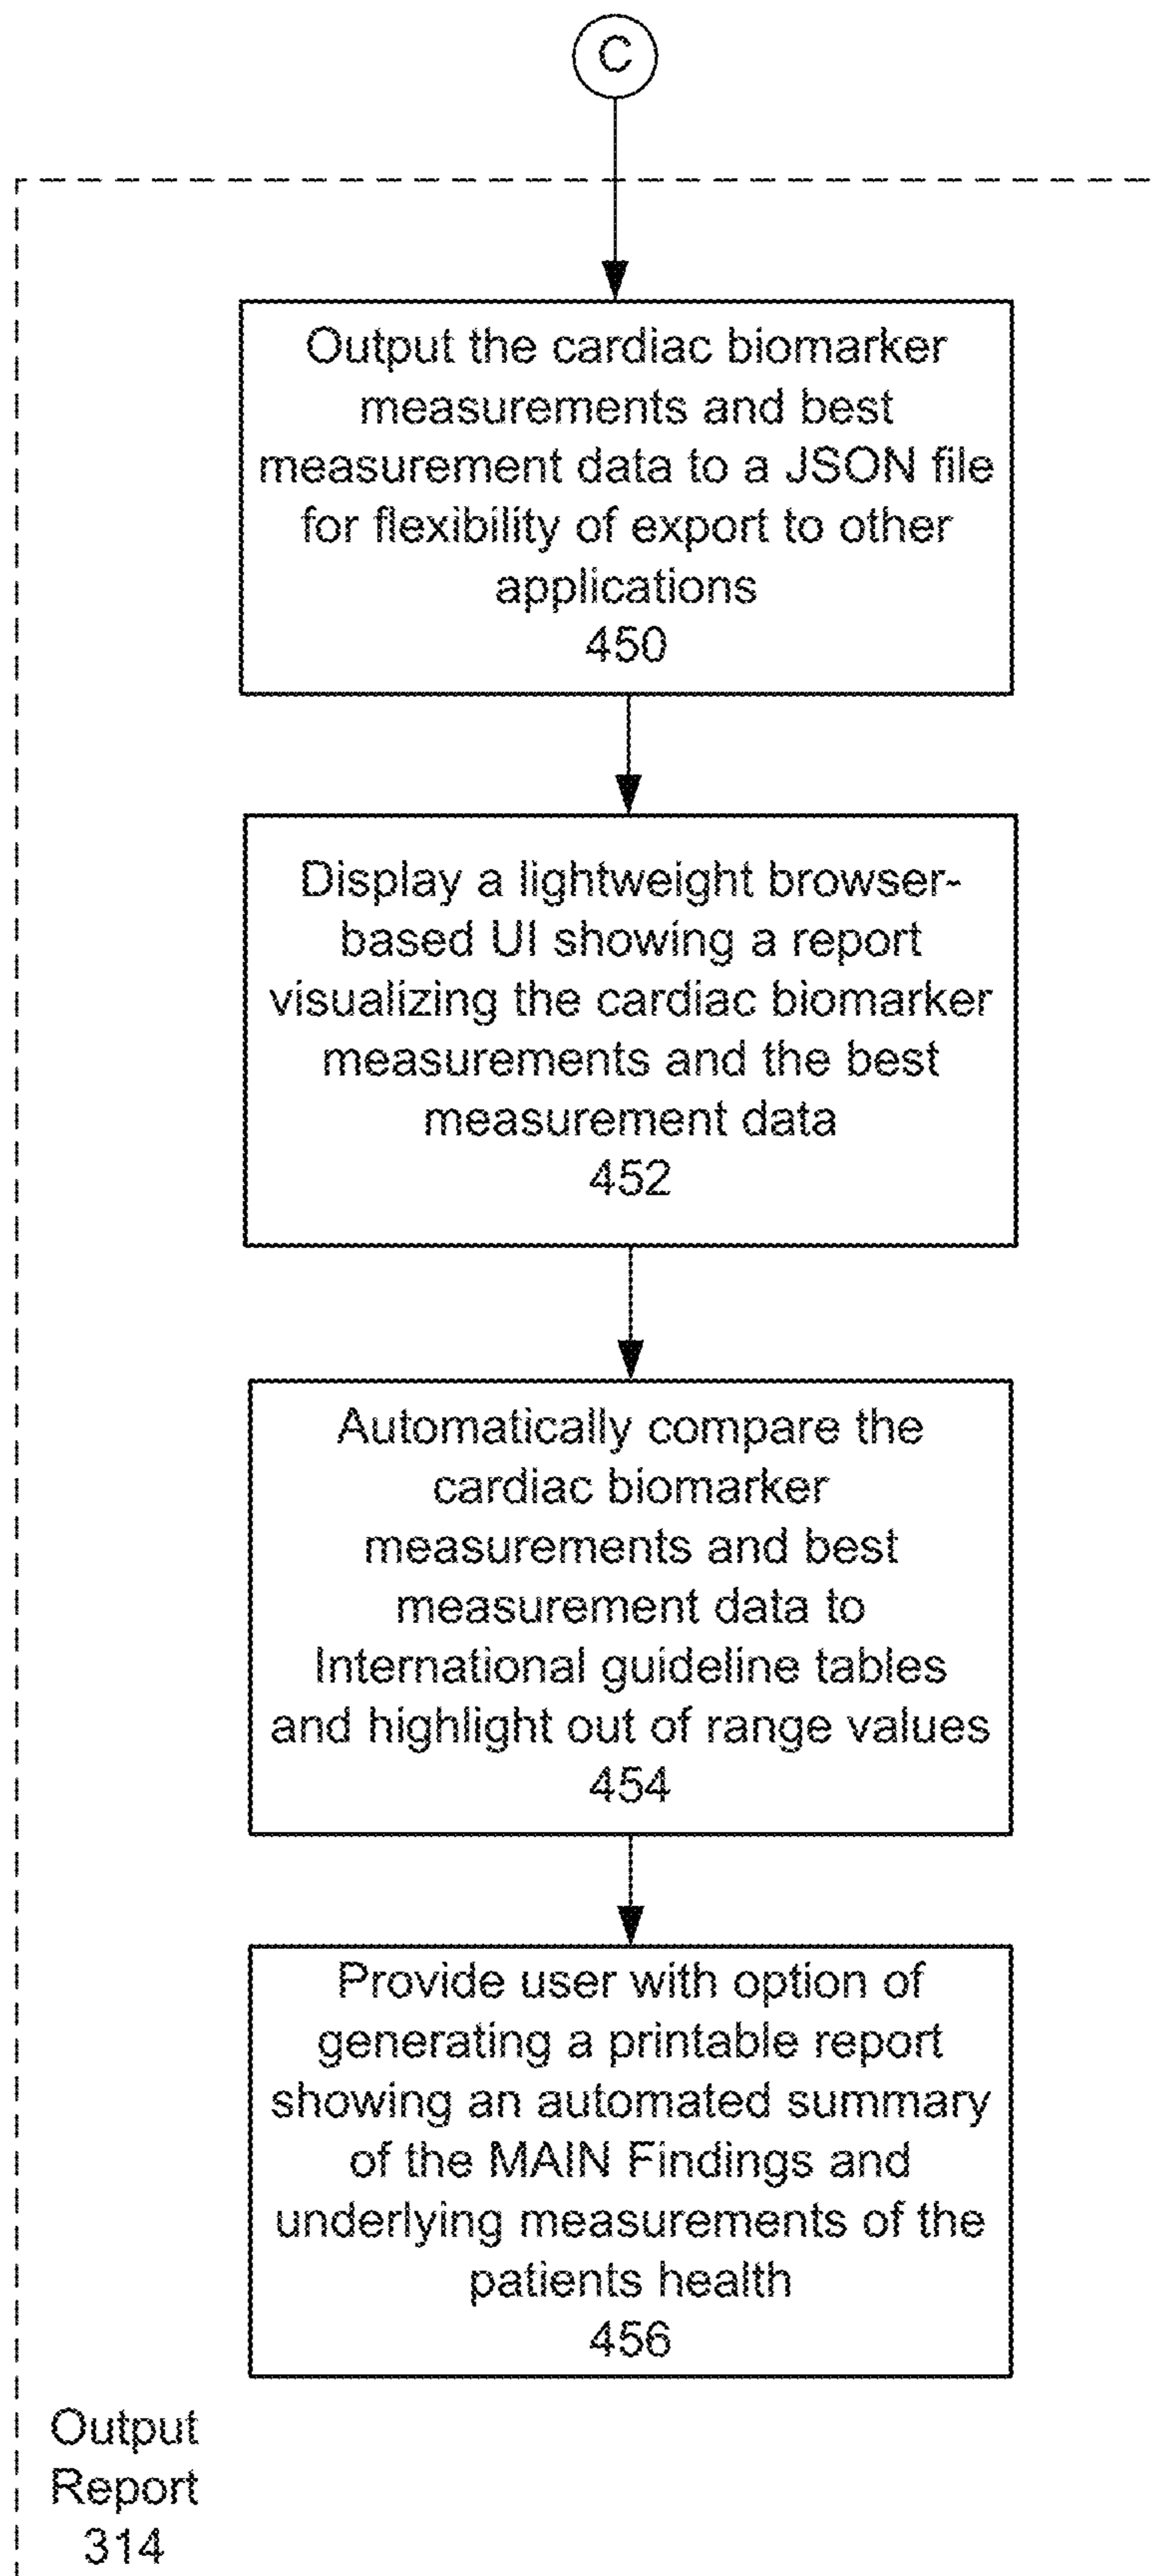 C
Output the cardiac biomarker
measurements and best
measurement data to a JSON file
for flexibility of export to other
applications
450
Display a lightweight browser-
based UI showing a report
visualizing the cardiac biomarker
measurements and the best
measurement data
452
Automatically compare the
cardiac biomarker
measurements and best
measurement data to
International guideline tables
and highlight out of range values
454
Provide user with option of
generating a printable report
showing an automated summary
of the MAIN Findings and
underlying measurements of the
patients health
456
Output
Report
314